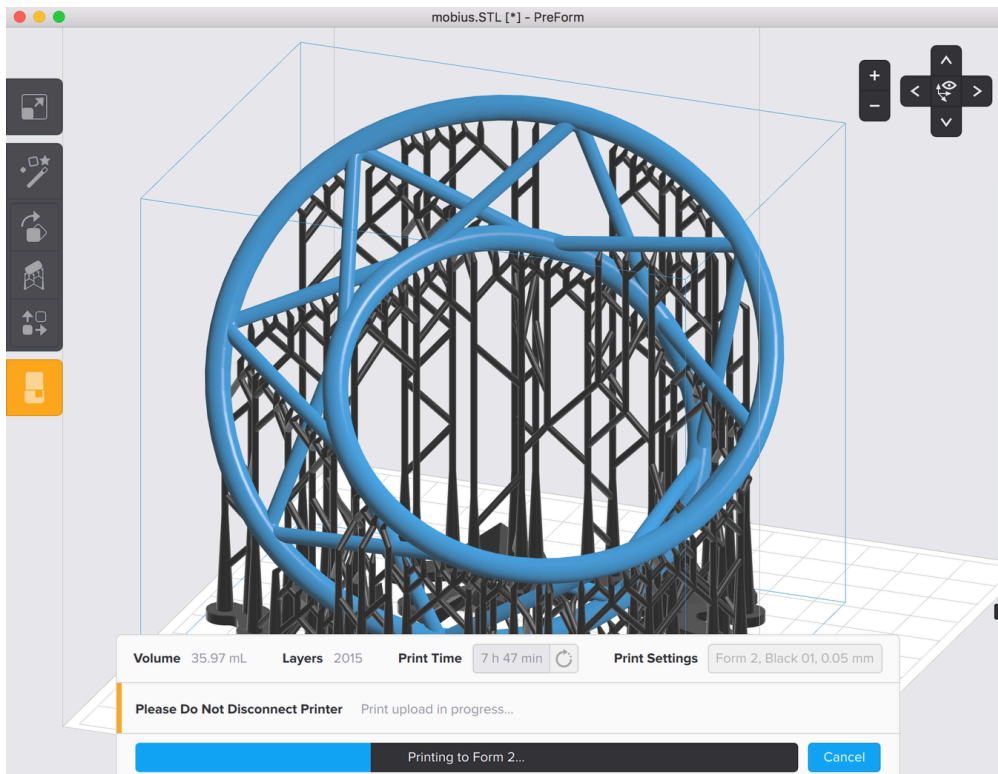 mobius.STL [*] - PreForm
Volume 35.97 mL Layers 2015 Print Time 7 h 47 min Print Settings Form 2, Black 01, 0.05 mm
Please Do Not Disconnect Printer Print upload in progress...
Printing to Form 2... Cancel